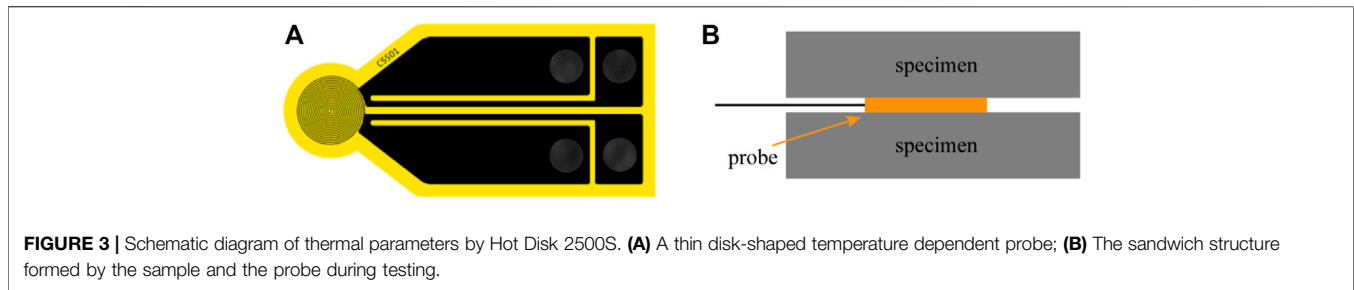 A
C5501
B
specimen
probe
specimen
FIGURE 3 | Schematic diagram of thermal parameters by Hot Disk 2500S. (A) A thin disk-shaped temperature dependent probe; (B) The sandwich structure
formed by the sample and the probe during testing.